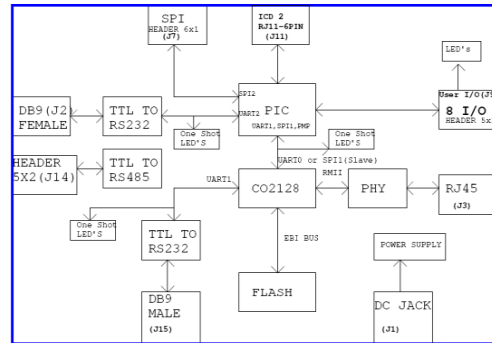 SPI
HEADER 6x1
(J7)
ICD 2
RJ11-6PIN
(J11)
LED's
SPI2
DB9(J2)
FEMALE
TTL TO
RS232
UART2
PIC
UART1,SPI1,PMP
User I/O(J5
8 I/O
HEADER 5x
One Shot
LED'S
One Shot
LED'S
HEADER
5X2(J14)
TTL TO
RS485
UART0 or SPI1(Slave)
RMII
UART1
CO2128
PHY
RJ45
(J3)
One Shot
LED'S
TTL TO
RS232
EBI BUS
POWER SUPPLY
DB9
MALE
(J15)
FLASH
DC JACK
(J1)